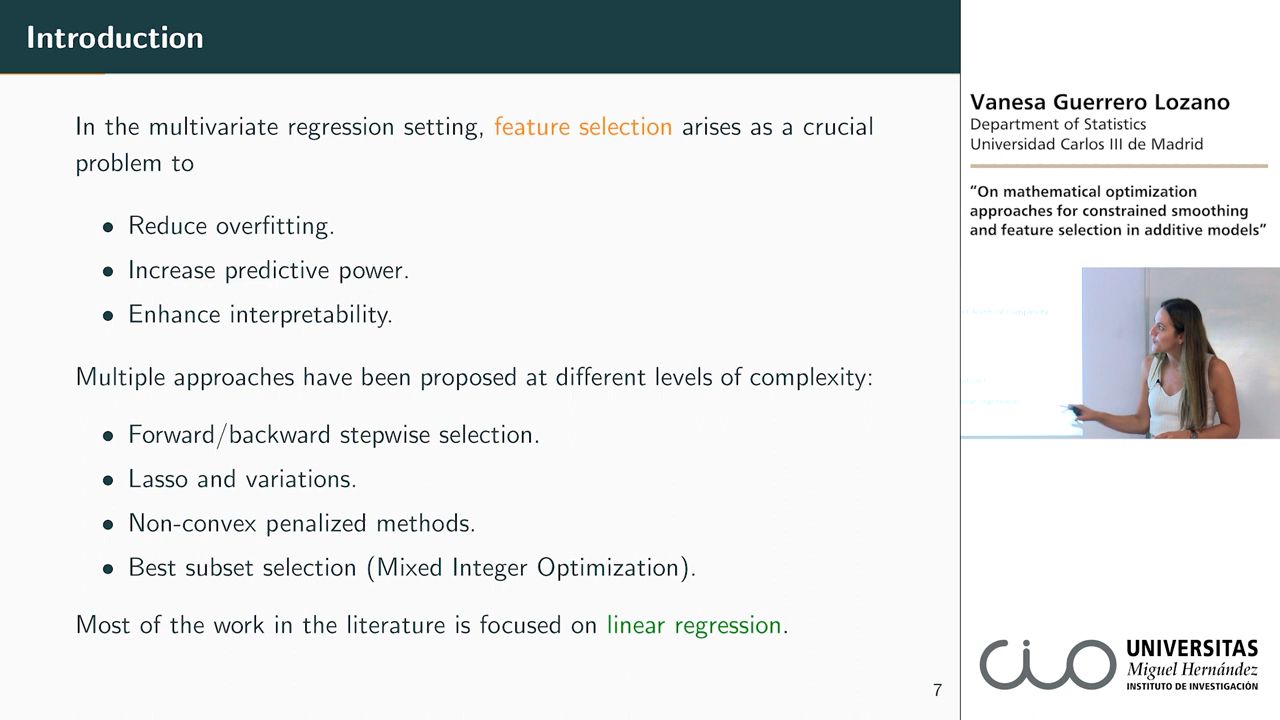 Introduction
In the multivariate regression setting, feature selection arises as a crucial
problem to
• Reduce overfitting.
• Increase predictive power.
• Enhance interpretability.
Multiple approaches have been proposed at different levels of complexity:
• Forward/backward stepwise selection.
• Lasso and variations.
• Non-convex penalized methods.
• Best subset selection (Mixed Integer Optimization).
Most of the work in the literature is focused on linear regression.
7
Vanesa Guerrero Lozano
Department of Statistics
Universidad Carlos III de Madrid
“On mathematical optimization
approaches for constrained smoothing
and feature selection in additive models”
cio
UNIVERSITAS
Miguel Hernández
INSTITUTO DE INVESTIGACIÓN